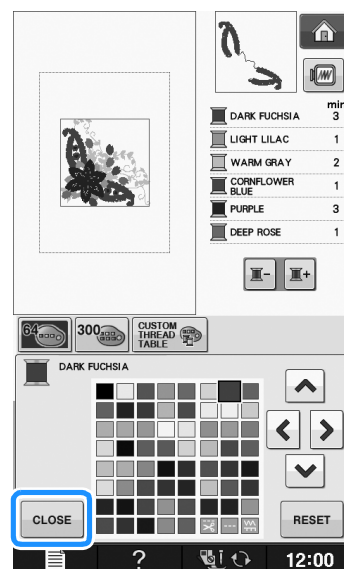 min
DARK FUCHSIA 3
LIGHT LILAC 1
WARM GRAY 2
CORNFLOWER
BLUE 1
PURPLE 3
DEEP ROSE 1
- +
64 300 CUSTOM
THREAD
TABLE
DARK FUCHSIA
CLOSE RESET
? 12:00